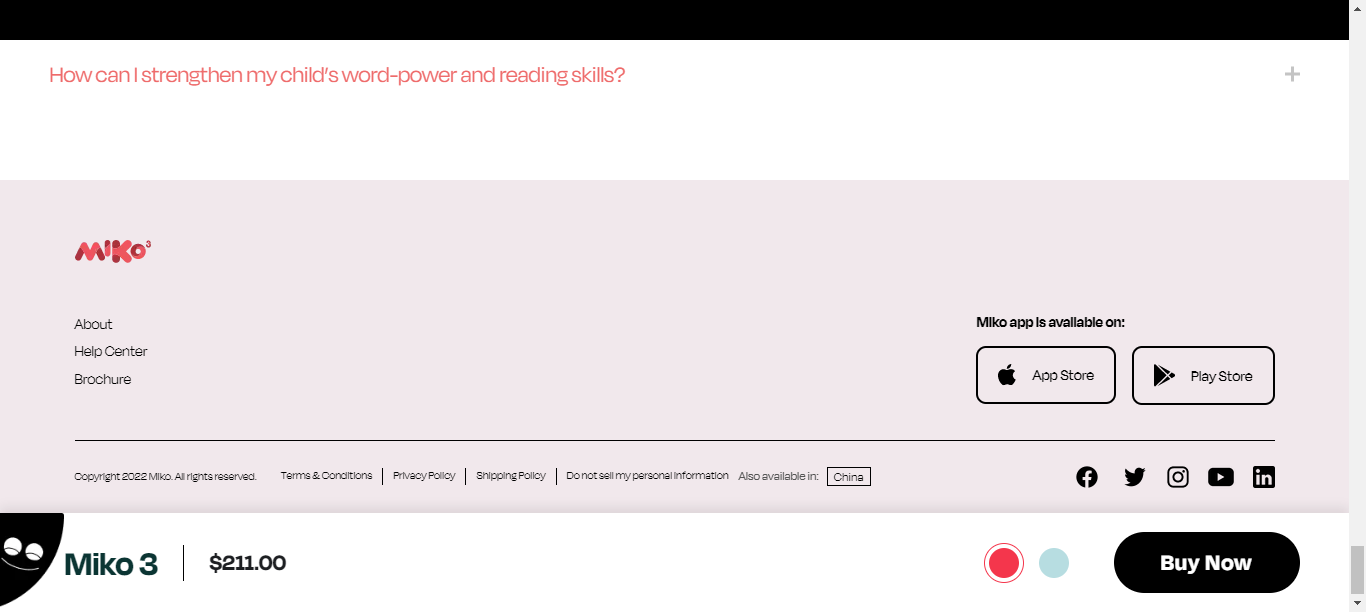 How can I strengthen my child's word-power and reading skills?
MIKO3
About
Help Center
Brochure
Miko app is available on:
App Store
Play Store
Copyright 2022 Miko. All rights reserved.
Terms & Conditions
Privacy Policy
Shipping Policy
Do not sell my personal information
Also available in:
China
Miko 3
$211.00
Buy Now